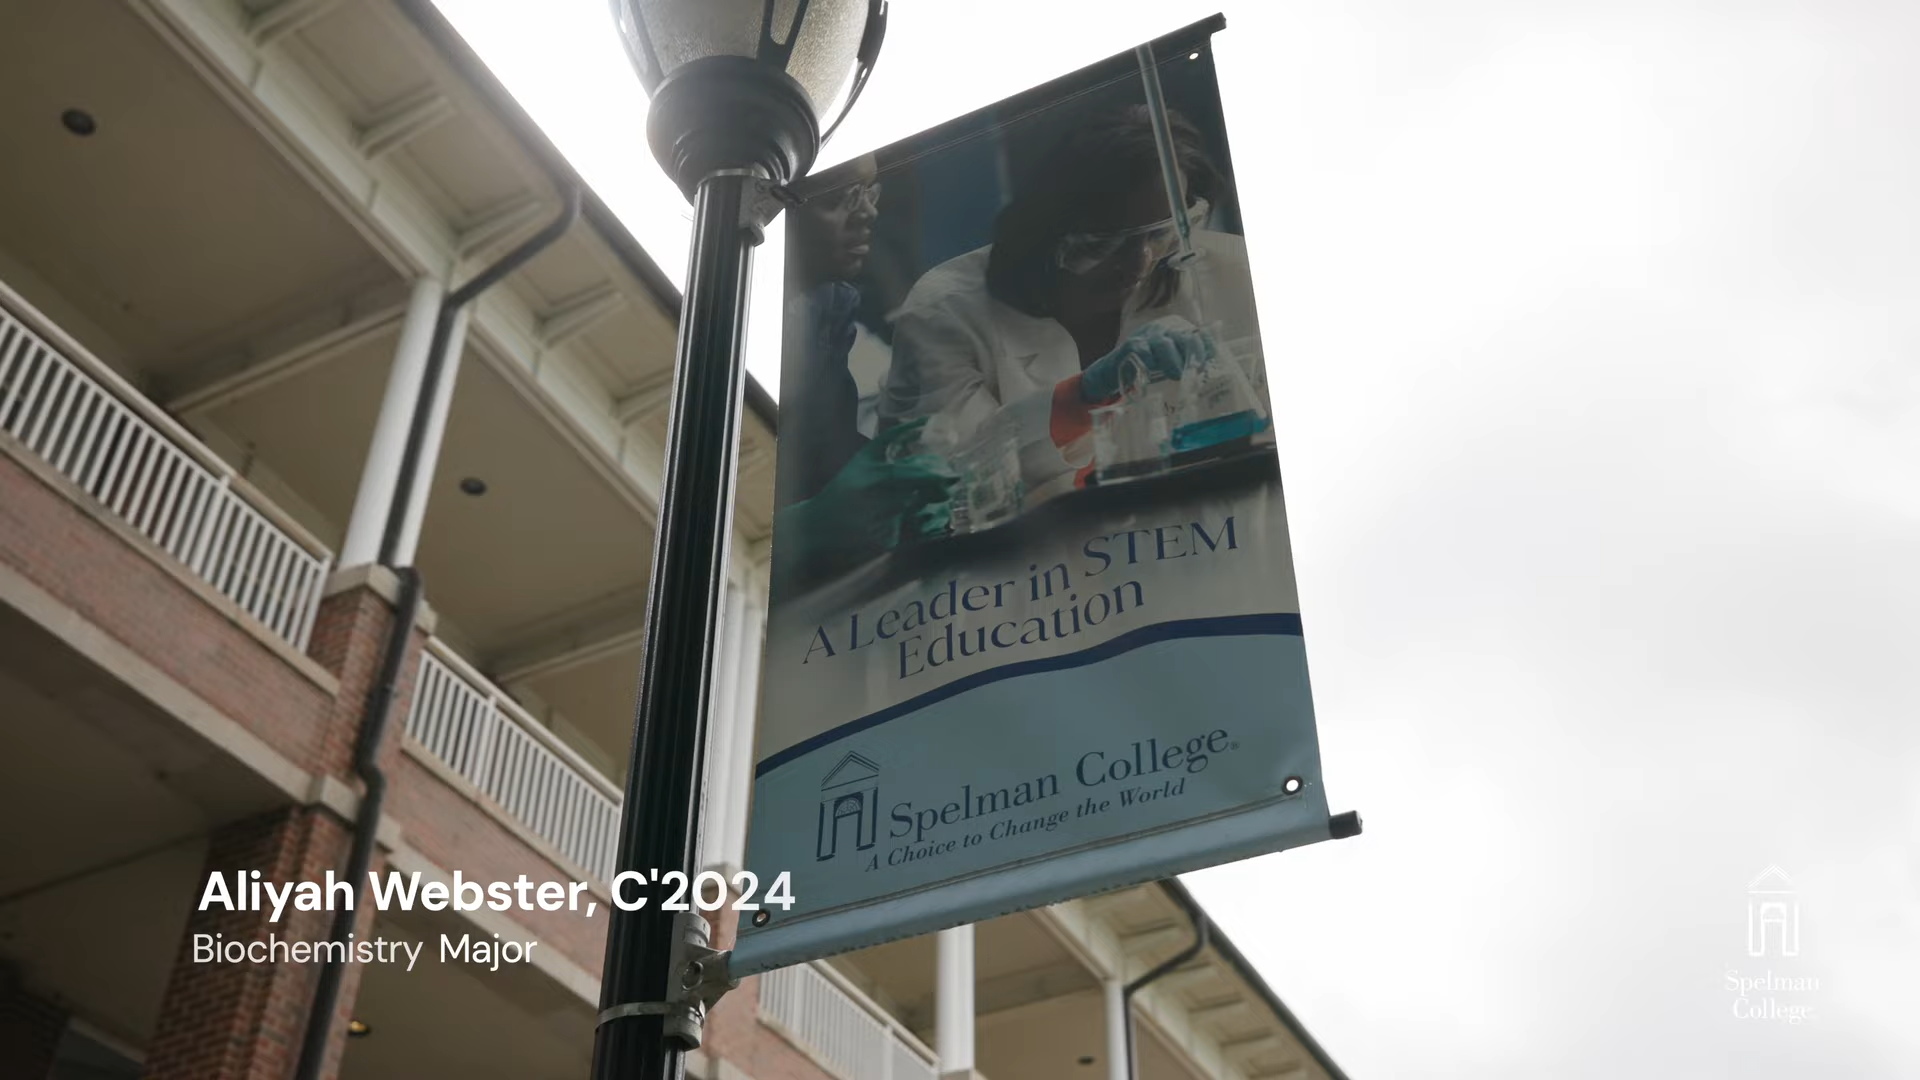 A Leader in STEM
Education
Spelman College®
A Choice to Change the World
Aliyah Webster, C'2024
Biochemistry Major
Spelman
College